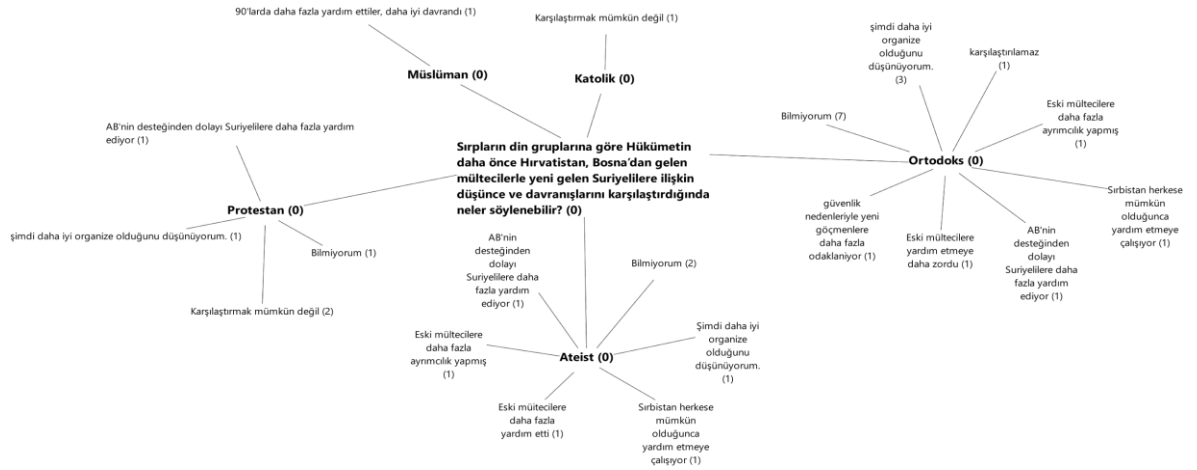 90'larda daha fazla yardım ettiler, daha iyi davrandı (1)
Karşılaştırmak mümkün değil (1)
Müslüman (0)
Katolik (0)
şimdi daha iyi
organize
olduğunu
düşünüyorum.
(3)
karşılaştırılamaz
(1)
Bilmiyorum (7)
Eski mültecilere
daha fazla
ayrımcılık yapmış
(1)
Ortodoks (0)
AB'nin desteğinden dolayı Suriyelilere daha fazla yardım
ediyor (1)
Sırpların din gruplarına göre Hükümetin
daha önce Hırvatistan, Bosna'dan gelen
mültecilerle yeni gelen Suriyelilere ilişkin
düşünce ve davranışlarını karşılaştırdığında
neler söylenebilir? (0)
Protestan (0)
şimdi daha iyi organize olduğunu düşünüyorum. (1)
Bilmiyorum (1)
Karşılaştırmak mümkün değil (2)
güvenlik
nedenleriyle yeni
göçmenlere
daha fazla
odaklanıyor (1)
Eski mültecilere
yardım etmeye
daha zordu (1)
AB'nin
desteğinden
dolayı
Suriyelilere daha
fazla yardım
ediyor (1)
Sırbistan herkese
mümkün
olduğunca
yardım etmeye
çalışıyor (1)
AB'nin
desteğinden
dolayı
Suriyelilere daha
fazla yardım
ediyor (1)
Bilmiyorum (2)
Eski mültecilere
daha fazla
ayrımcılık yapmış
(1)
Ateist (0)
Şimdi daha iyi
organize
olduğunu
düşünüyorum.
(1)
Eski mültecilere
daha fazla
yardım etti (1)
Sırbistan herkese
mümkün
olduğunca
yardım etmeye
çalışıyor (1)